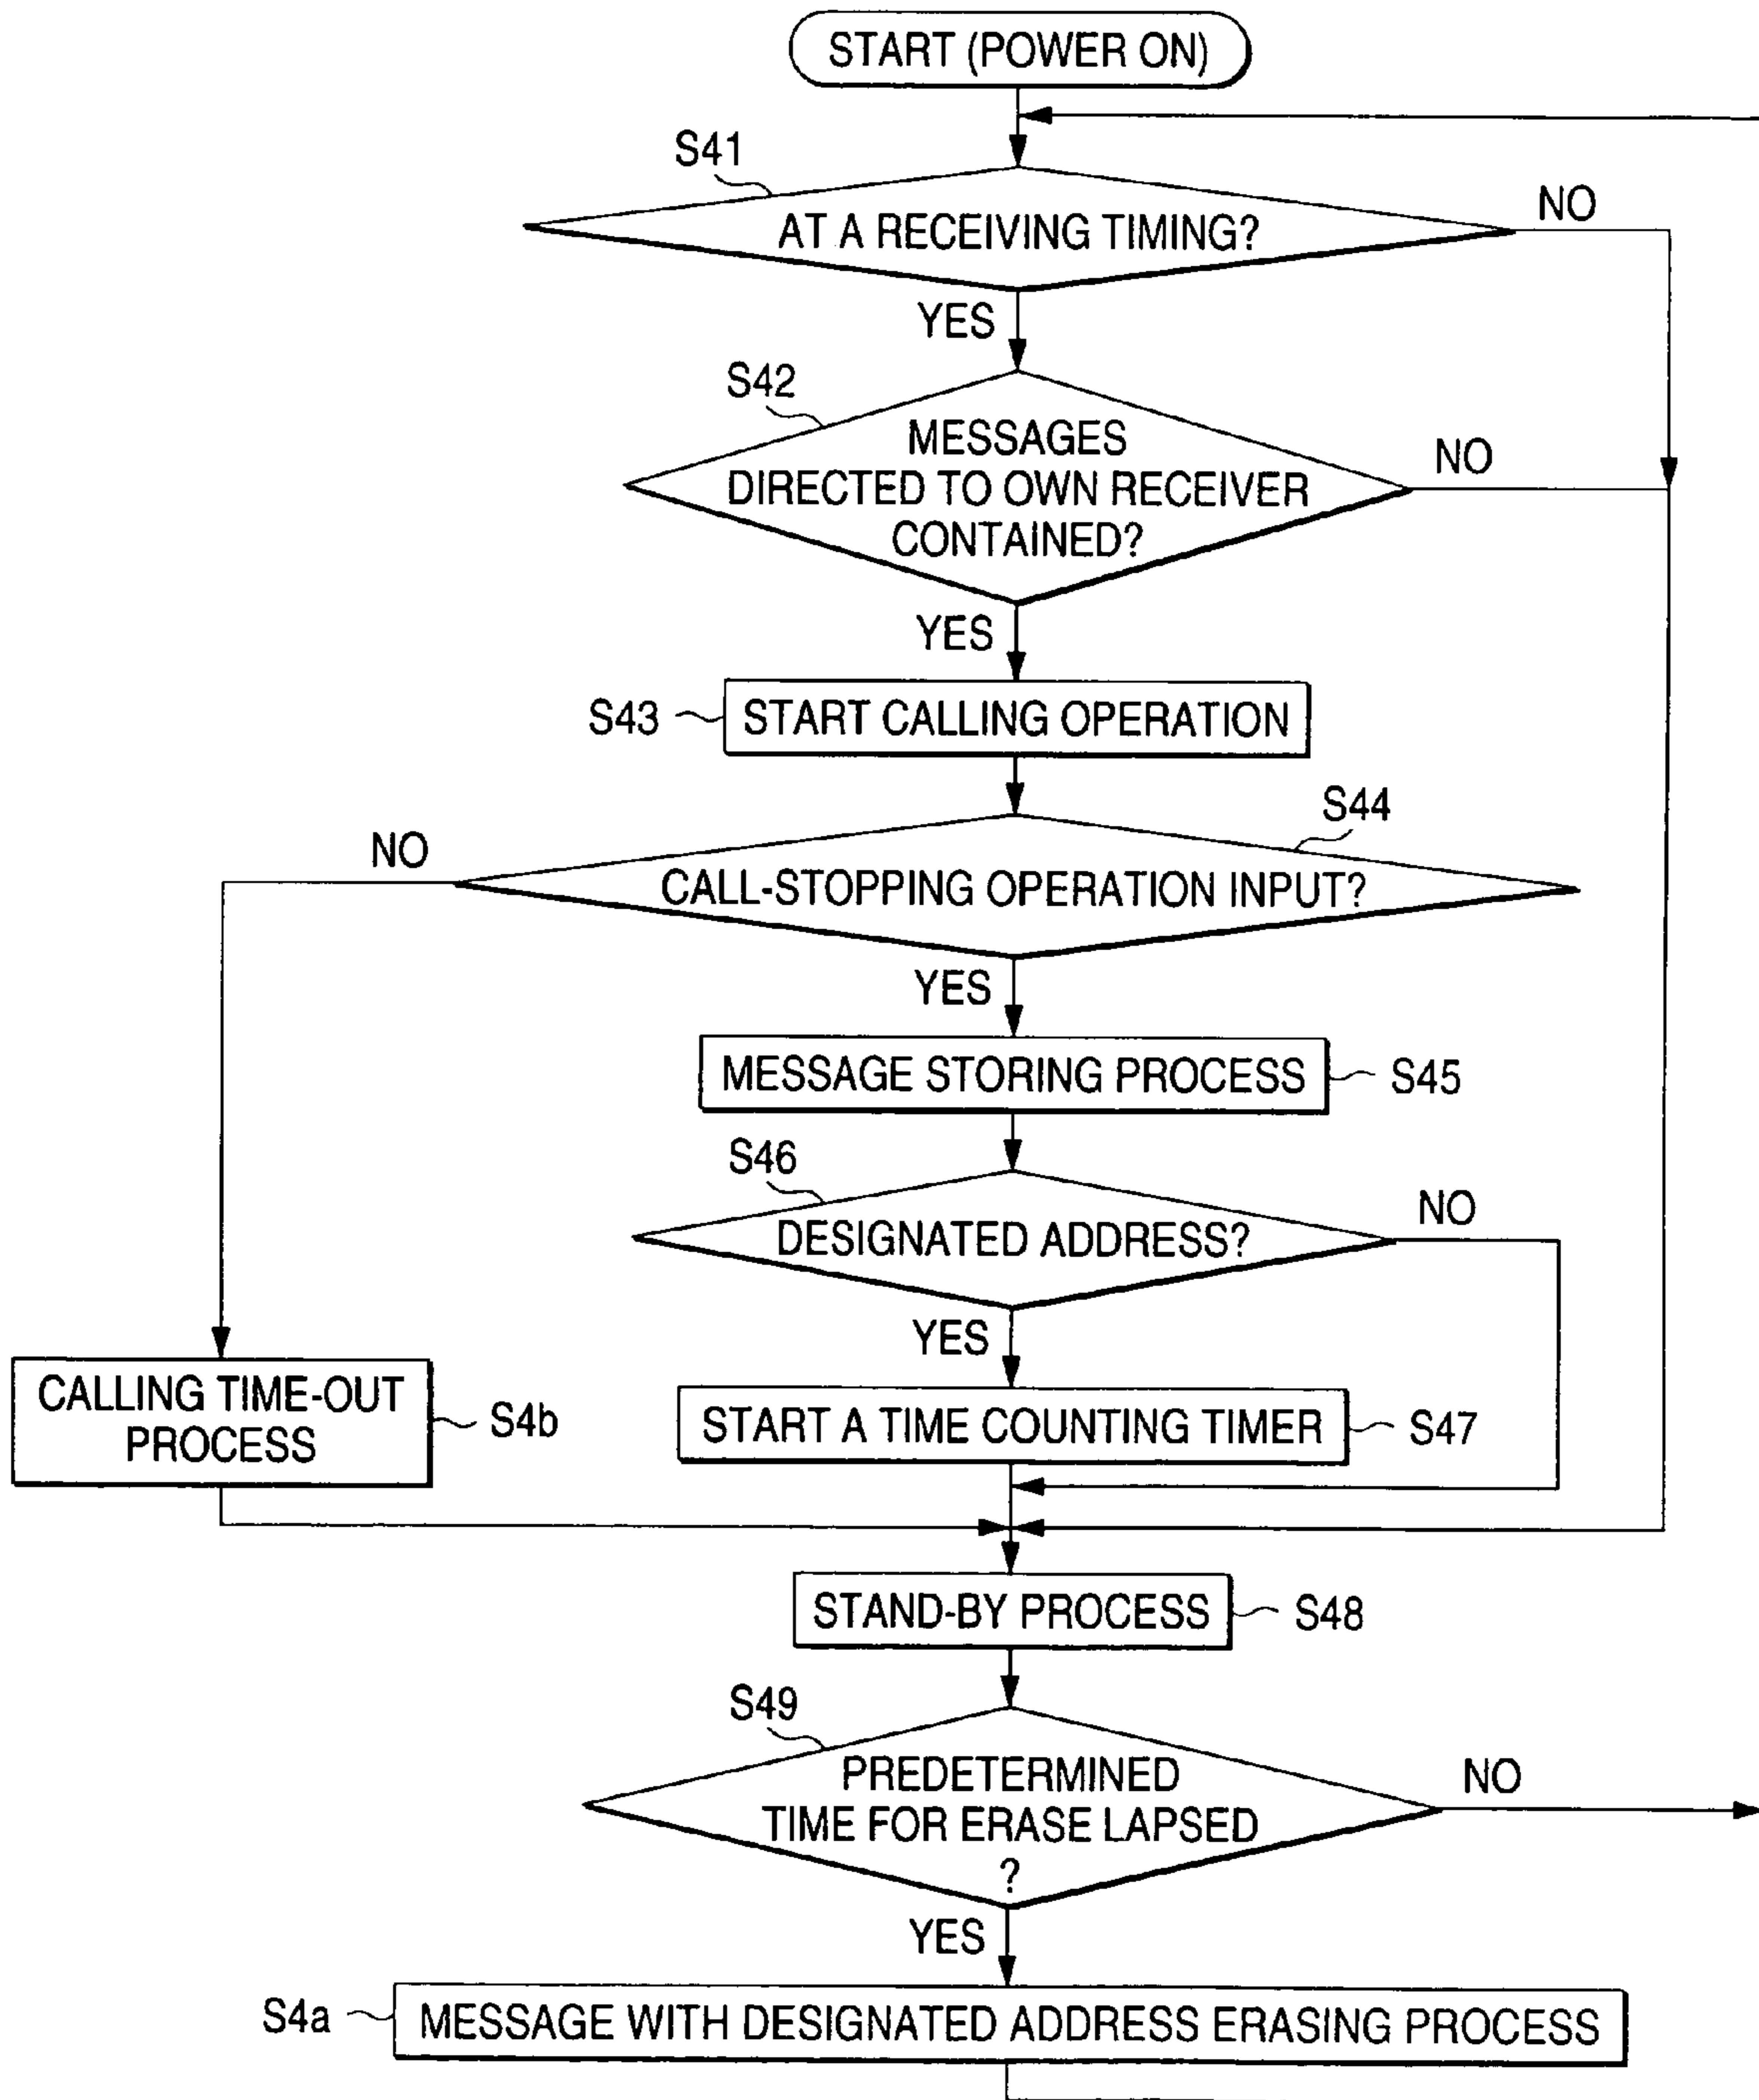 START (POWER ON)
S41
AT A RECEIVING TIMING?
NO
YES
S42
MESSAGES
DIRECTED TO OWN RECEIVER
CONTAINED?
NO
YES
S43
START CALLING OPERATION
S44
NO
CALL-STOPPING OPERATION INPUT?
YES
MESSAGE STORING PROCESS
S45
S46
DESIGNATED ADDRESS?
NO
YES
CALLING TIME-OUT
PROCESS
S4b
START A TIME COUNTING TIMER
S47
STAND-BY PROCESS
S48
S49
PREDETERMINED
TIME FOR ERASE LAPSED
?
NO
YES
S4a
MESSAGE WITH DESIGNATED ADDRESS ERASING PROCESS